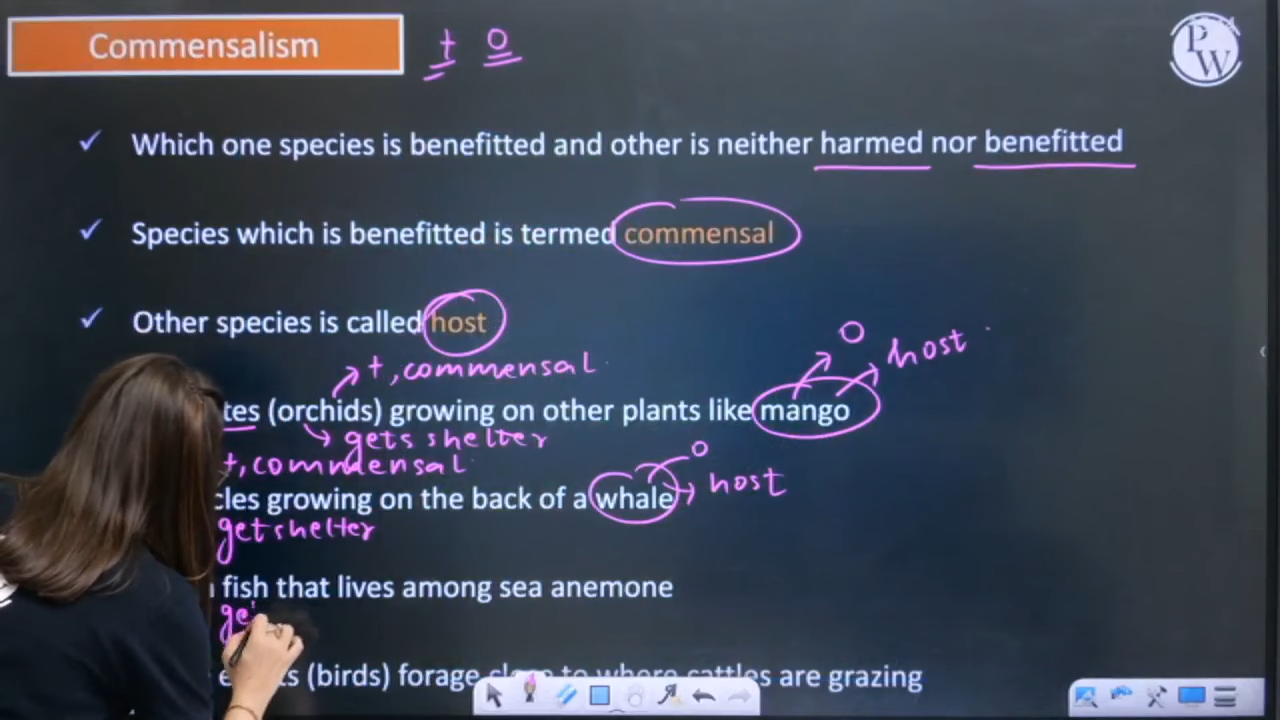 Commensalism + 0
PW
✓ Which one species is benefitted and other is neither harmed nor benefitted
✓ Species which is benefitted is termed commensal
✓ Other species is called host
+, commensal
0
host
(orchids) growing on other plants like mango
gets shelter
+, commensal
0
growing on the back of a whale
host
get shelter
fish that lives among sea anemone
(birds) forage close to where cattles are grazing